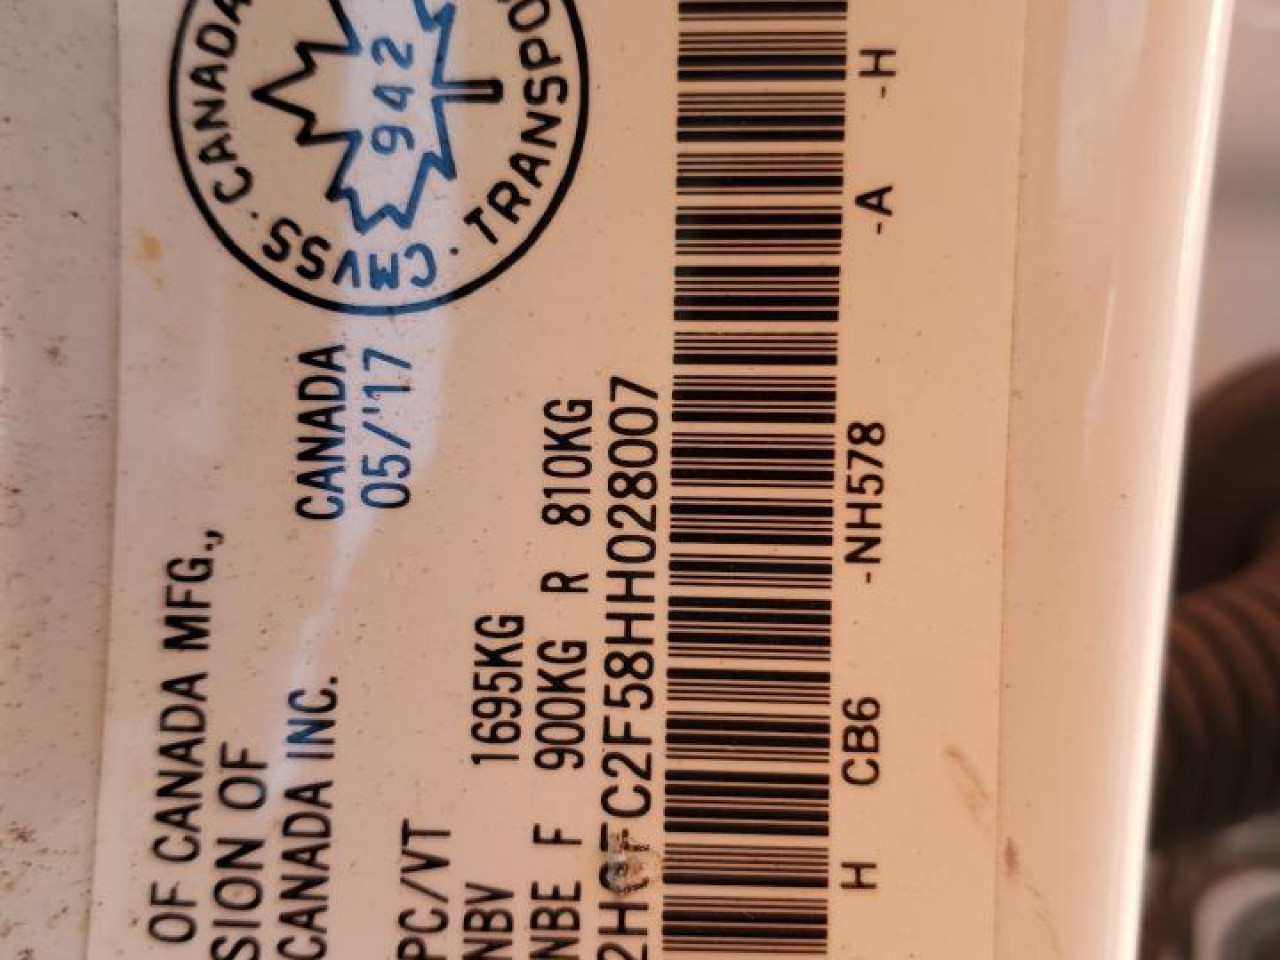 OF CANADA MFG.,
SION OF
CANADA INC.
CANADA
05/'17
CANADA · CMVSS · TRANSPO
942
PC/VT
NBV 1695KG
NBE F 900KG R 810KG
C2F58HH028007
H CB6 -NH578 -A -H